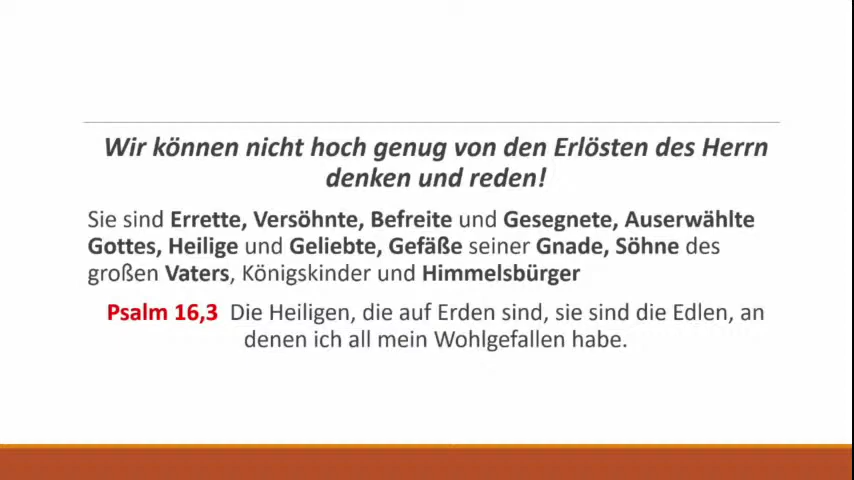 Wir können nicht hoch genug von den Erlösten des Herrn
denken und reden!
Sie sind Errette, Versöhnte, Befreite und Gesegnete, Auserwählte
Gottes, Heilige und Geliebte, Gefäße seiner Gnade, Söhne des
großen Vaters, Königskinder und Himmelsbürger
Psalm 16,3 Die Heiligen, die auf Erden sind, sie sind die Edlen, an
denen ich all mein Wohlgefallen habe.